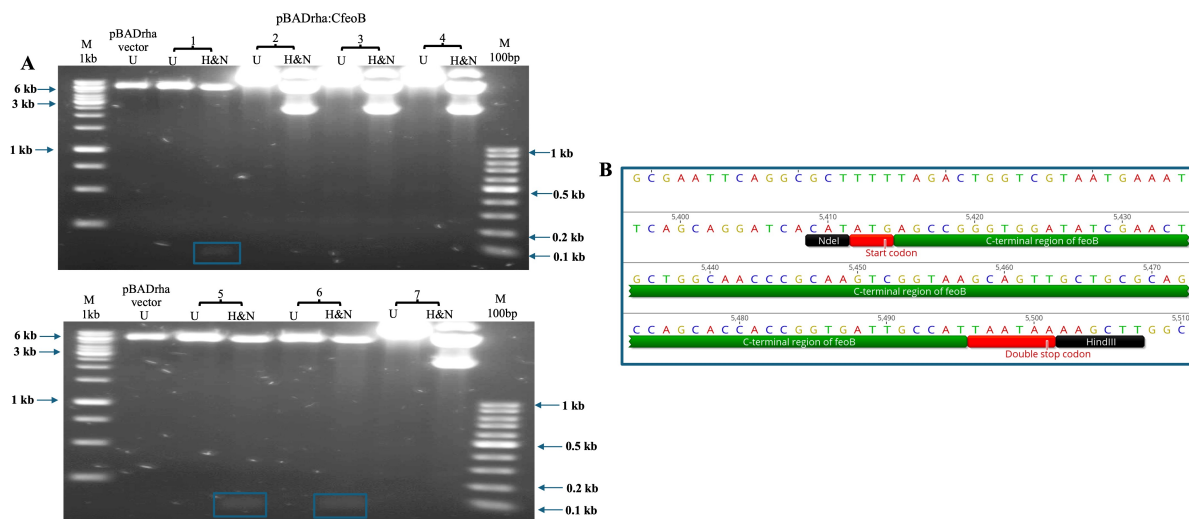 pBADrha:CfeoB
A
M
1kb
pBADrha
vector
U
1
U H&N
2
U H&N
3
U H&N
4
U H&N
M
100bp
6 kb
3 kb
1 kb
1 kb
0.5 kb
0.2 kb
0.1 kb
M
1kb
pBADrha
vector
U
5
U H&N
6
U H&N
7
U H&N
M
100bp
6 kb
3 kb
1 kb
1 kb
0.5 kb
0.2 kb
0.1 kb
B
G C G A A T T C A G G C G C T T T T T A G A C T G G T C G T A A T G A A A T
5,400 5,410 5,420 5,430
T C A G C A G G A T C A C A T A T G A G C C G G G T G G A T A T C G A A C T
NdeI C-terminal region of feoB
Start codon
5,440 5,450 5,460 5,470
G C T G G C A A C C C G C A A G T C G G T A A G C A G T T G C T G C G C A G
C-terminal region of feoB
5,480 5,490 5,500 5,510
C C A G C A C C A C C G G T G A T T G C C A T T A A T A A A A G C T T G G C
C-terminal region of feoB HindIII
Double stop codon